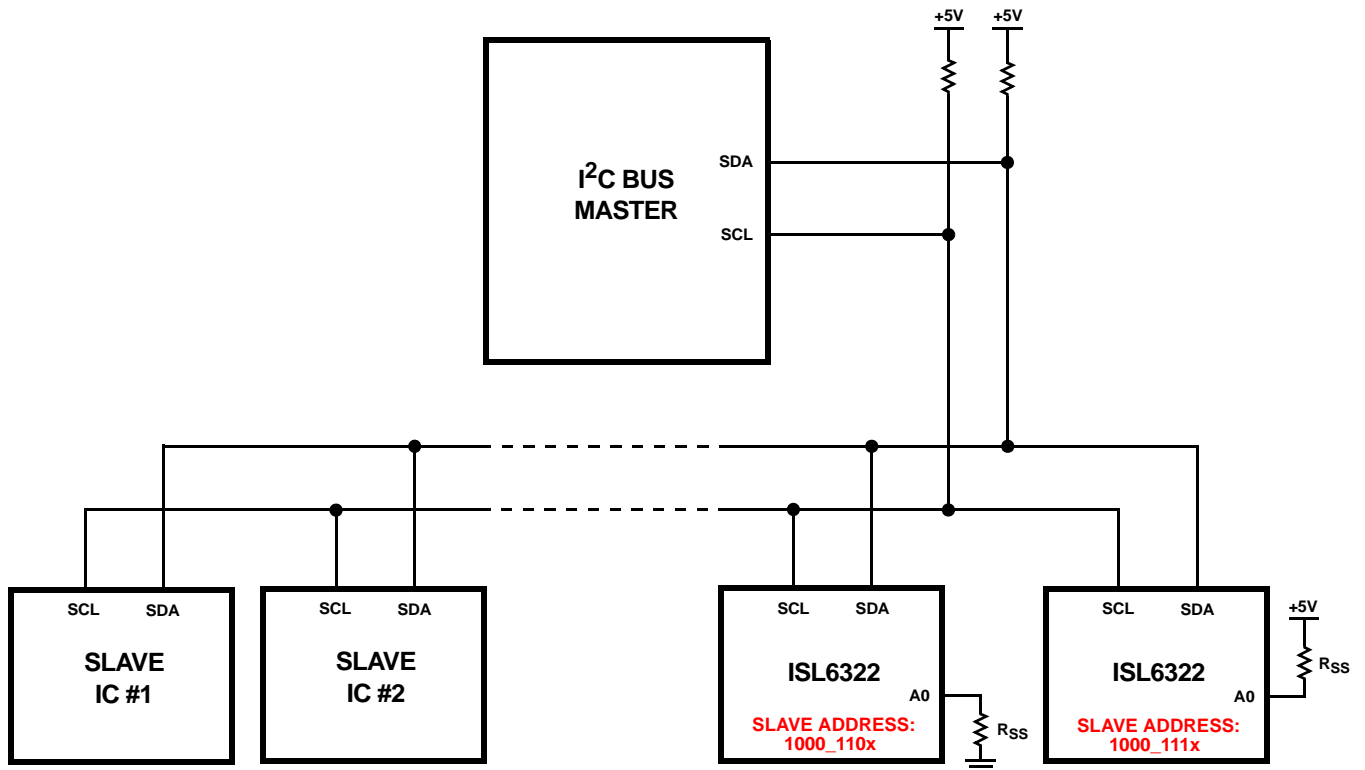 +5V +5V
I²C BUS
MASTER
SDA
SCL
SCL SDA
SLAVE
IC #1
SCL SDA
SLAVE
IC #2
SCL SDA
ISL6322
A0
SLAVE ADDRESS:
1000_110x
RSS
SCL SDA
ISL6322
A0
SLAVE ADDRESS:
1000_111x
+5V
RSS